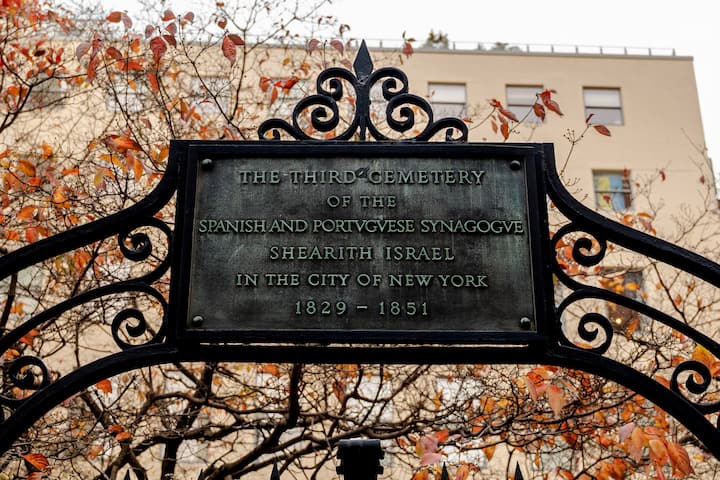 THE THIRD CEMETERY
OF THE
SPANISH AND PORTVGVESE SYNAGOGVE
SHEARITH ISRAEL
IN THE CITY OF NEW YORK
1829 – 1851